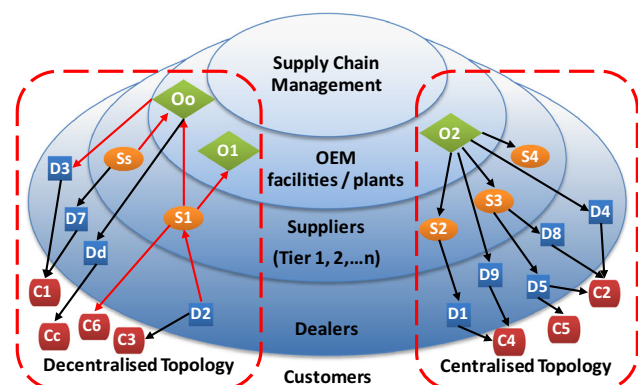 Supply Chain
Management
Oo
O1
O2
S4
D3
Ss
OEM
facilities / plants
S3
D4
D7
S1
Suppliers
S2
D8
Dd
(Tier 1, 2,...n)
D9
D5
C1
C2
D2
D1
Cc
C6
C3
Dealers
C4
C5
Decentralised Topology
Centralised Topology
Customers